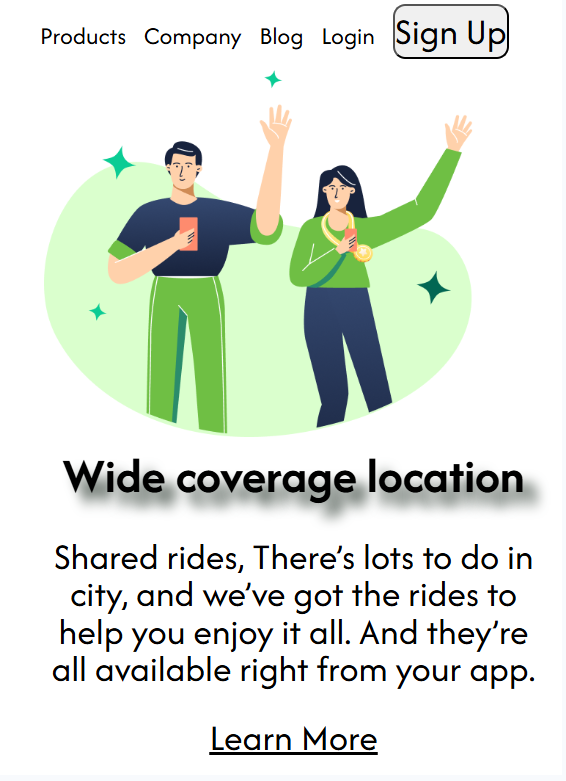 Products Company Blog Login Sign Up
Wide coverage location
Shared rides, There's lots to do in
city, and we've got the rides to
help you enjoy it all. And they're
all available right from your app.
Learn More